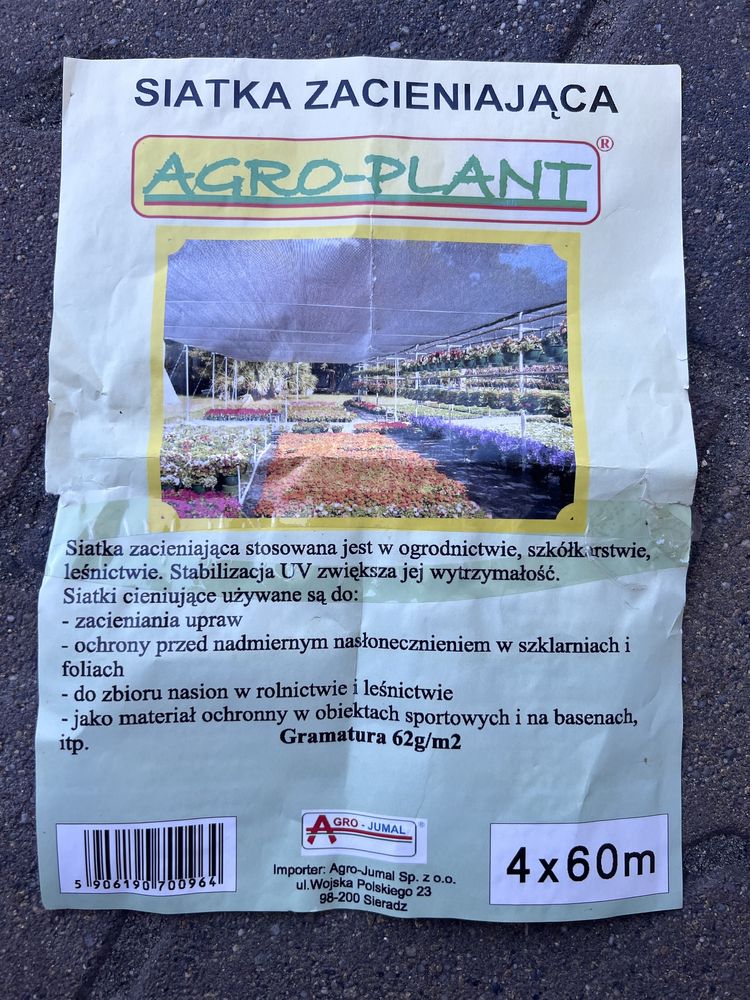 SIATKA ZACIENIAJĄCA
AGRO-PLANT®
Siatka zacieniająca stosowana jest w ogrodnictwie, szkółkarstwie,
leśnictwie. Stabilizacja UV zwiększa jej wytrzymałość.
Siatki cieniujące używane są do:
- zacieniania upraw
- ochrony przed nadmiernym nasłonecznieniem w szklarniach i
foliach
- do zbioru nasion w rolnictwie i leśnictwie
- jako materiał ochronny w obiektach sportowych i na basenach,
itp. Gramatura 62g/m2
AGRO - JUMAL®
5 906190 700964
Importer: Agro-Jumal Sp. z o.o.
ul.Wojska Polskiego 23
98-200 Sieradz
4 x 60m